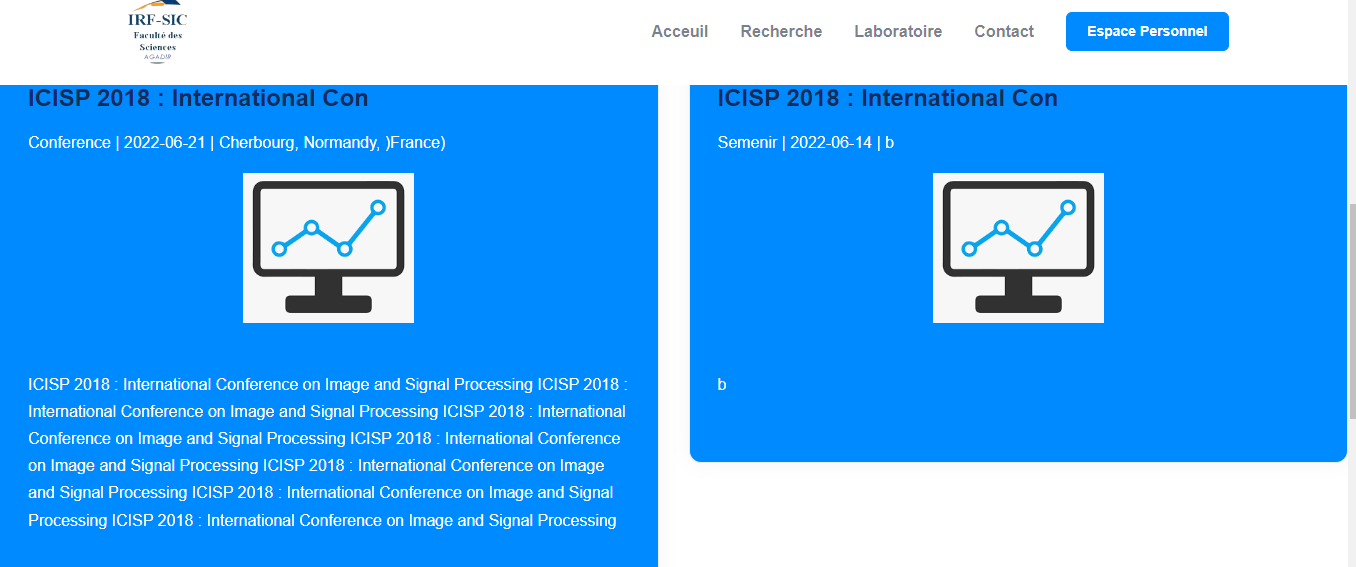 IRF-SIC
Faculté des
Sciences
AGADIR
Acceuil
Recherche
Laboratoire
Contact
Espace Personnel
ICISP 2018 : International Con
Conference | 2022-06-21 | Cherbourg, Normandy, )France)
ICISP 2018 : International Conference on Image and Signal Processing ICISP 2018 :
International Conference on Image and Signal Processing ICISP 2018 : International
Conference on Image and Signal Processing ICISP 2018 : International Conference
on Image and Signal Processing ICISP 2018 : International Conference on Image
and Signal Processing ICISP 2018 : International Conference on Image and Signal
Processing ICISP 2018 : International Conference on Image and Signal Processing
ICISP 2018 : International Con
Semenir | 2022-06-14 | b
b